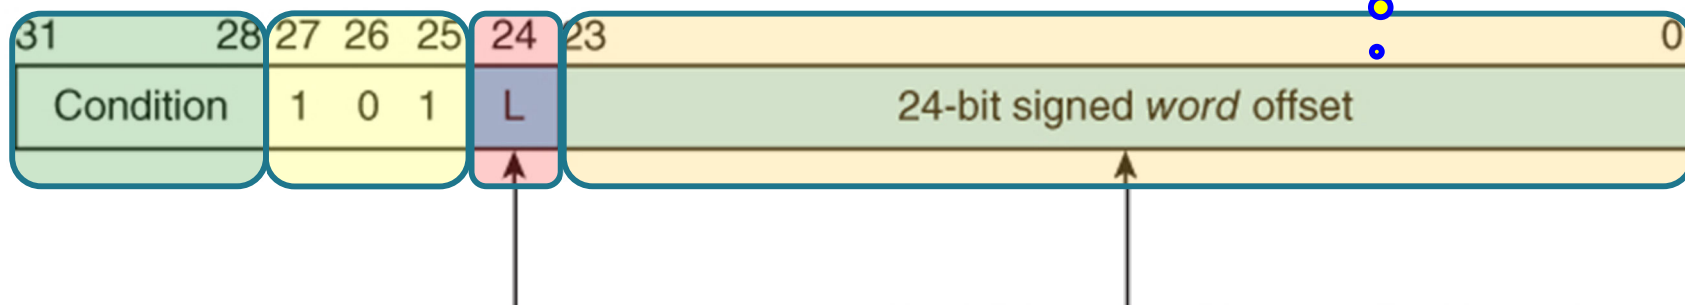 31 28 27 26 25 24 23 0
Condition 1 0 1 L 24-bit signed word offset